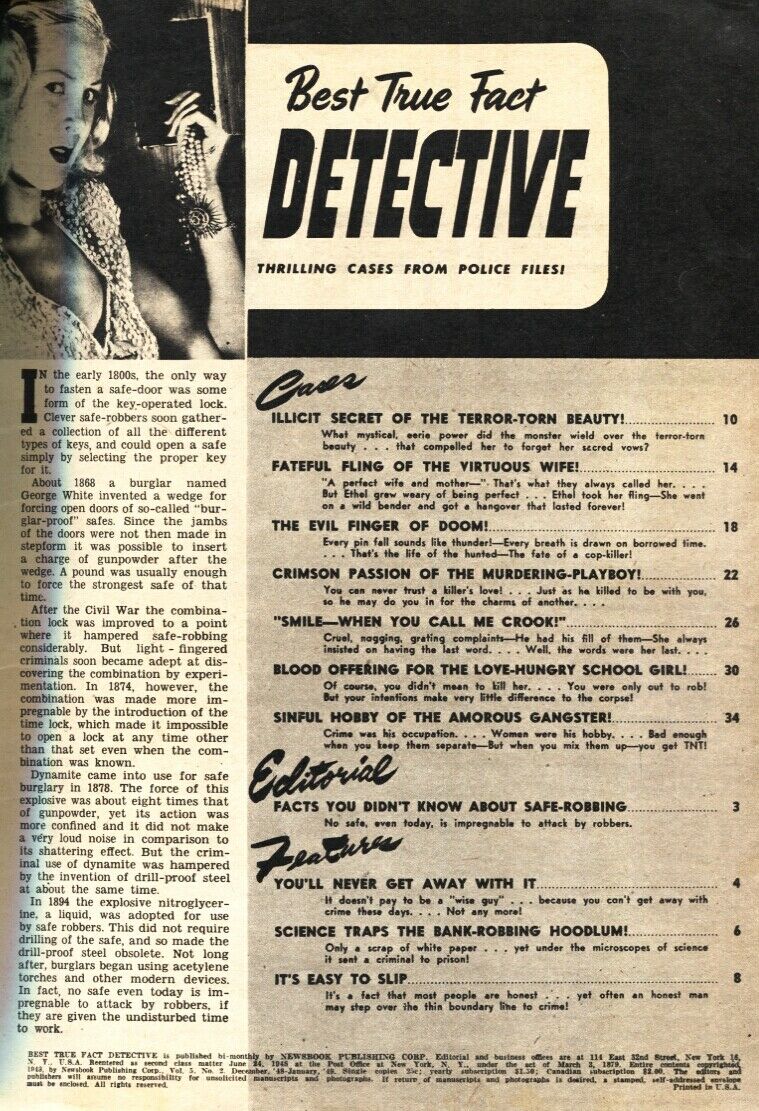 Best True Fact
DETECTIVE
THRILLING CASES FROM POLICE FILES!
IN the early 1800s, the only way
to fasten a safe-door was some
form of the key-operated lock.
Clever safe-robbers soon gather-
ed a collection of all the different
types of keys, and could open a safe
simply by selecting the proper key
for it.
About 1868 a burglar named
George White invented a wedge for
forcing open doors of so-called "bur-
glar-proof" safes. Since the jambs
of the doors were not then made in
stepform it was possible to insert
a charge of gunpowder after the
wedge. A pound was usually enough
to force the strongest safe of that
time.
After the Civil War the combina-
tion lock was improved to a point
where it hampered safe-robbing
considerably. But light-fingered
criminals soon became adept at dis-
covering the combination by experi-
mentation. In 1874, however, the
combination was made more im-
pregnable by the introduction of the
time lock, which made it impossible
to open a lock at any time other
than that set even when the com-
bination was known.
Dynamite came into use for safe
burglary in 1878. The force of this
explosive was about eight times that
of gunpowder, yet its action was
more confined and it did not make
a very loud noise in comparison to
its shattering effect. But the crim-
inal use of dynamite was hampered
by the invention of drill-proof steel
at about the same time.
In 1894 the explosive nitroglycer-
ine, a liquid, was adopted for use
by safe robbers. This did not require
drilling of the safe, and so made the
drill-proof steel obsolete. Not long
after, burglars began using acetylene
torches and other modern devices.
In fact, no safe even today is im-
pregnable to attack by robbers, if
they are given the undisturbed time
to work.
Cases
ILLICIT SECRET OF THE TERROR-TORN BEAUTY! 10
What mystical, eerie power did the monster wield over the terror-torn
beauty . . . that compelled her to forget her sacred vows?
FATEFUL FLING OF THE VIRTUOUS WIFE! 14
"A perfect wife and mother—" That's what they always called her. . . .
But Ethel grew weary of being perfect . . . Ethel took her fling—She went
on a wild bender and got a hangover that lasted forever!
THE EVIL FINGER OF DOOM! 18
Every pin fall sounds like thunder!—Every breath is drawn on borrowed time.
. . . That's the life of the hunted—The fate of a cop-killer!
CRIMSON PASSION OF THE MURDERING-PLAYBOY! 22
You can never trust a killer's love! . . . Just as he killed to be with you,
so he may do you in for the charms of another. . . .
"SMILE—WHEN YOU CALL ME CROOK!" 26
Cruel, nagging, grating complaints—He had his fill of them—She always
insisted on having the last word. . . . Well, the words were her last. . . .
BLOOD OFFERING FOR THE LOVE-HUNGRY SCHOOL GIRL! 30
Of course, you didn't mean to kill her. . . . You were only out to rob!
But your intentions make very little difference to the corpse!
SINFUL HOBBY OF THE AMOROUS GANGSTER! 34
Crime was his occupation. . . . Women were his hobby. . . . Bad enough
when you keep them separate—But when you mix them up—you get TNT!
Editorial
FACTS YOU DIDN'T KNOW ABOUT SAFE-ROBBING 3
No safe, even today, is impregnable to attack by robbers.
Features
YOU'LL NEVER GET AWAY WITH IT 4
It doesn't pay to be a "wise guy" . . . because you can't get away with
crime these days. . . . Not any more!
SCIENCE TRAPS THE BANK-ROBBING HOODLUM! 6
Only a scrap of white paper . . . yet under the microscopes of science
it sent a criminal to prison!
IT'S EASY TO SLIP 8
It's a fact that most people are honest . . . yet often an honest man
may step over the thin boundary line to crime!
BEST TRUE FACT DETECTIVE is published bi-monthly by NEWSBOOK PUBLISHING CORP. Editorial and business offices are at 114 East 32nd Street, New York 16,
N. Y., U.S.A. Reentered as second class matter June 24, 1948 at the Post Office at New York, N. Y., under the act of March 3, 1879. Entire contents copyrighted,
1948, by Newsbook Publishing Corp., Vol. 5, No. 2. December, '48-January, '49. Single copies 25c; yearly subscription $1.50; Canadian subscription $2.00. The editors and
publishers will assume no responsibility for unsolicited manuscripts and photographs. If return of manuscripts and photographs is desired, a stamped, self-addressed envelope
must be enclosed. All rights reserved. Printed in U.S.A.